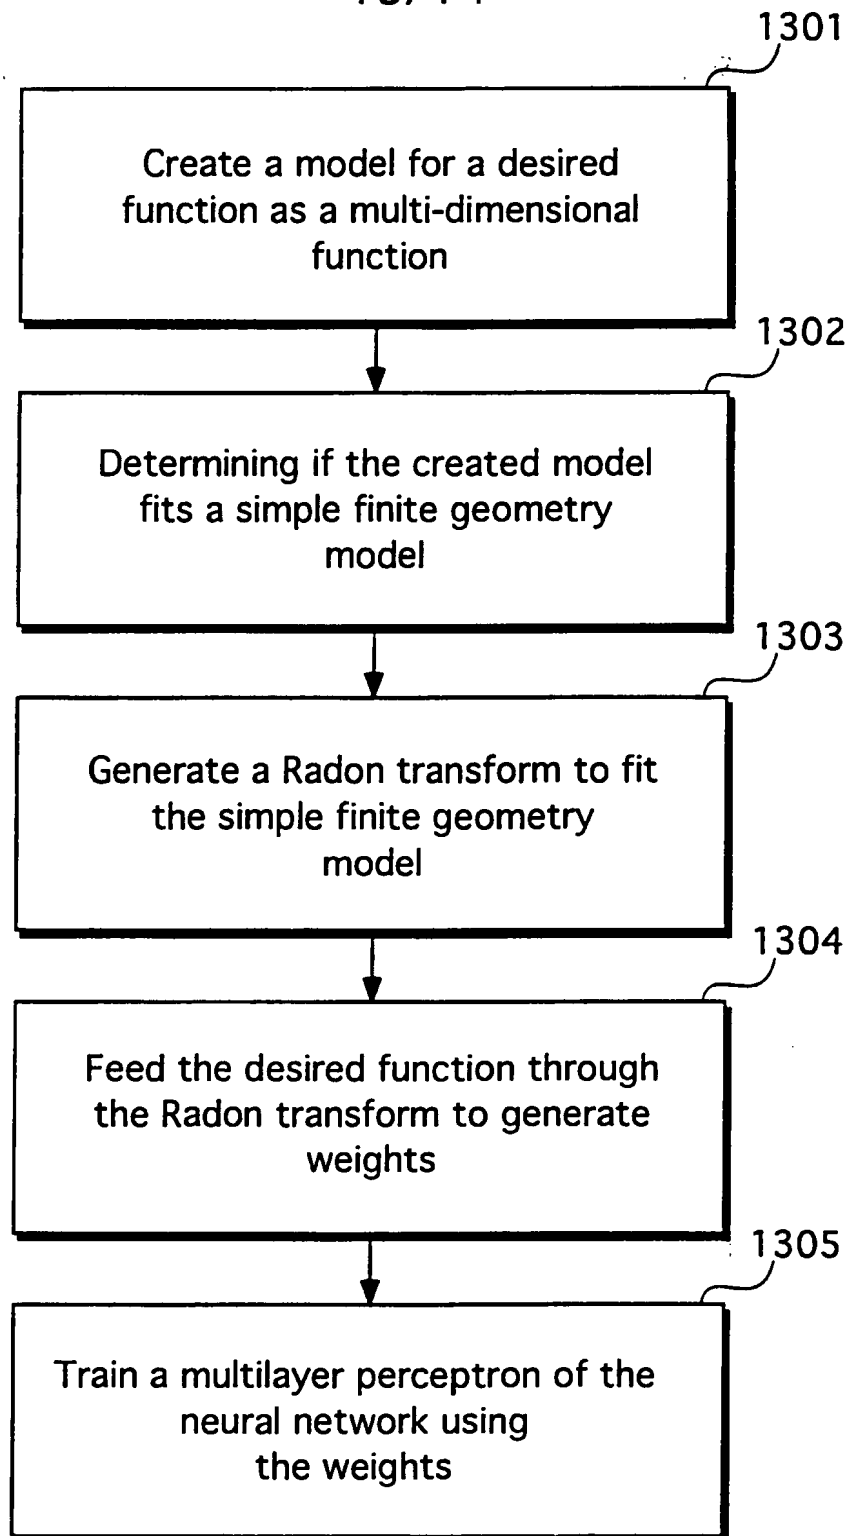 1301
Create a model for a desired
function as a multi-dimensional
function
1302
Determining if the created model
fits a simple finite geometry
model
1303
Generate a Radon transform to fit
the simple finite geometry
model
1304
Feed the desired function through
the Radon transform to generate
weights
1305
Train a multilayer perceptron of the
neural network using
the weights